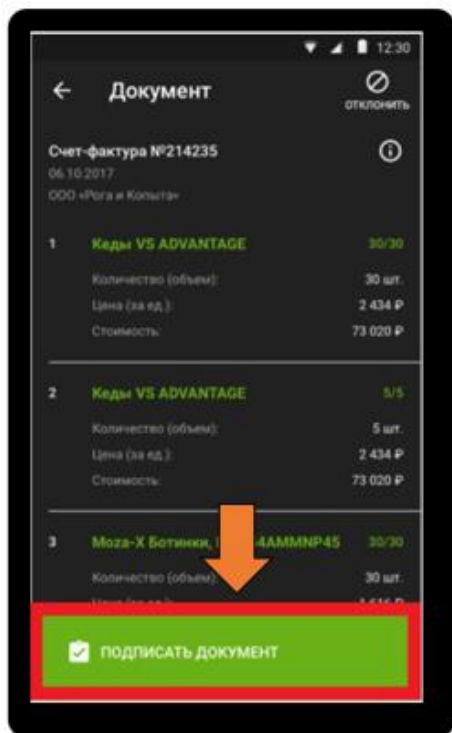 12:30
Документ
ОТКЛОНИТЬ
Счет-фактура №214235
06.10.2017
ООО «Рога и Копыта»
1 Кеды VS ADVANTAGE 30/30
Количество (объем): 30 шт.
Цена (за ед.): 2 434 ₽
Стоимость: 73 020 ₽
2 Кеды VS ADVANTAGE 5/5
Количество (объем): 5 шт.
Цена (за ед.): 2 434 ₽
Стоимость: 73 020 ₽
3 Moza-X Ботинки, 4AMMNP45 30/30
Количество (объем): 30 шт.
ПОДПИСАТЬ ДОКУМЕНТ